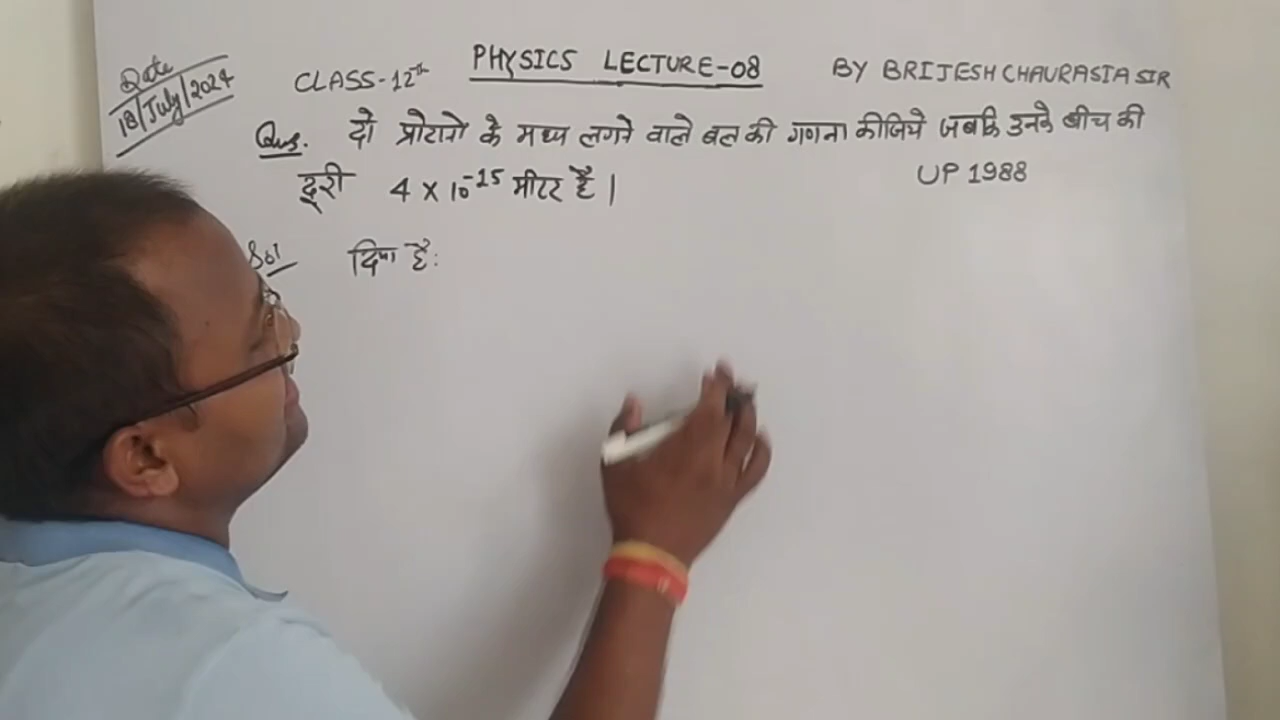 Date
18/July/2024
CLASS-12th PHYSICS LECTURE-08 BY BRIJESH CHAURASIA SIR
Qus. दो प्रोटानो के मध्य लगने वाले बल की गणना कीजिये जबकि उनके बीच की
दूरी 4 × 10⁻¹⁵ मीटर है। UP 1988
Sol दिया है: